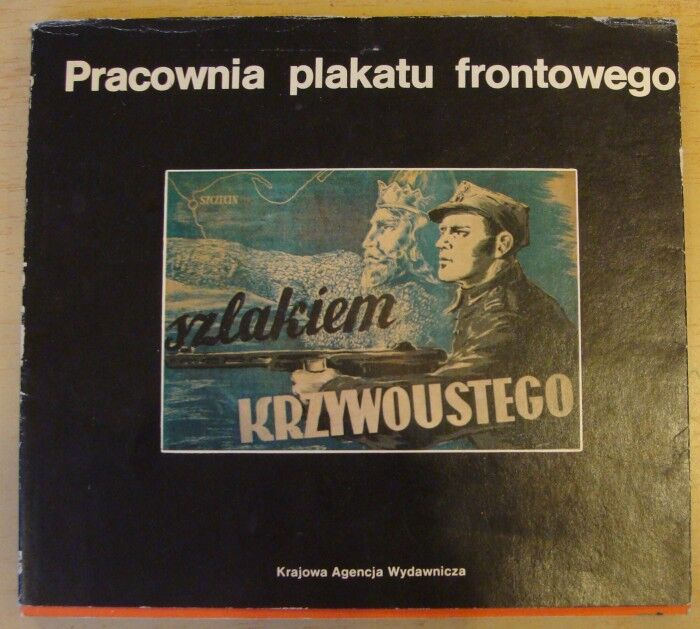 Pracownia plakatu frontowego
SZCZECIN
szlakiem
KRZYWOUSTEGO
Krajowa Agencja Wydawnicza